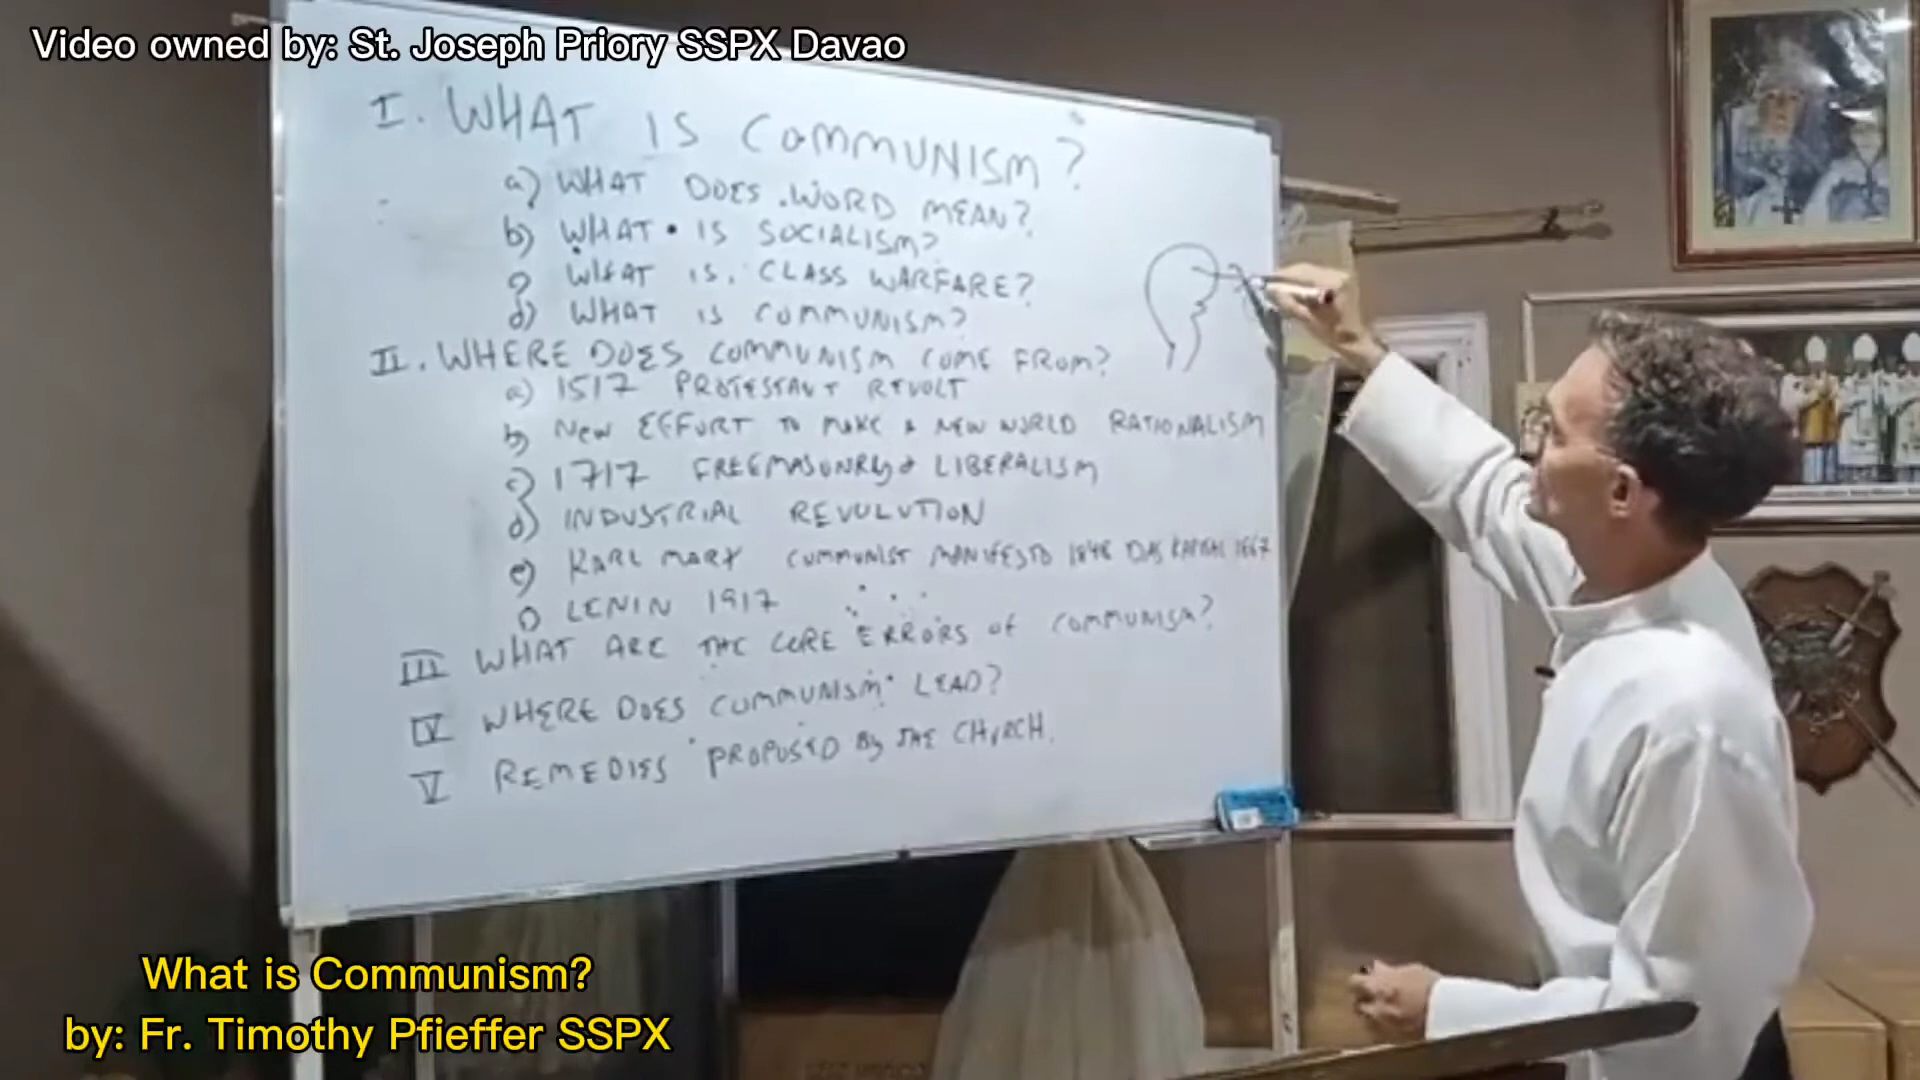 Video owned by: St. Joseph Priory SSPX Davao
I. WHAT IS COMMUNISM?
a) WHAT DOES WORD MEAN?
b) WHAT IS SOCIALISM?
c) WHAT IS CLASS WARFARE?
d) WHAT IS COMMUNISM?
II. WHERE DOES COMMUNISM COME FROM?
a) 1517 PROTESTANT REVOLT
b) NEW EFFORT TO MAKE A NEW WORLD RATIONALISM
c) 1717 FREEMASONRY & LIBERALISM
d) INDUSTRIAL REVOLUTION
e) KARL MARX COMMUNIST MANIFESTO 1848 DAS KAPITAL 1867
f) LENIN 1917
III WHAT ARE THE CORE ERRORS OF COMMUNISM?
IV WHERE DOES COMMUNISM LEAD?
V REMEDIES PROPOSED BY THE CHURCH.
What is Communism?
by: Fr. Timothy Pfieffer SSPX